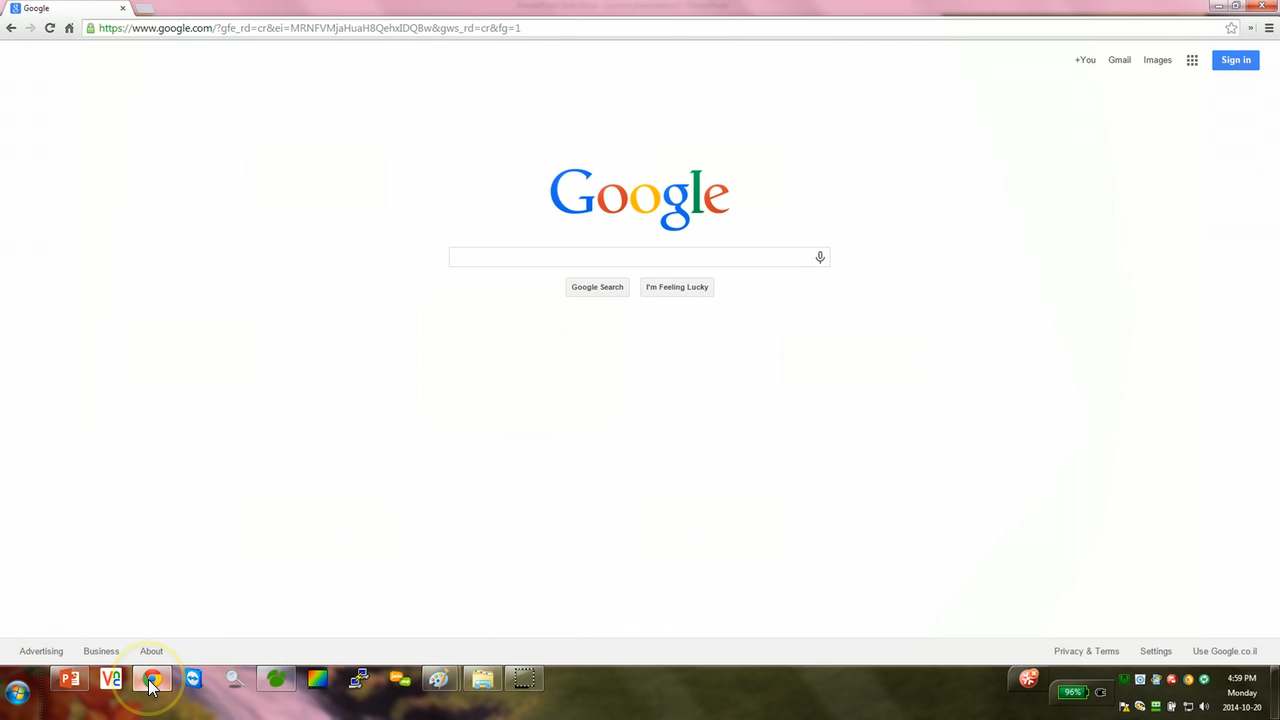 Google
https://www.google.com/?gfe_rd=cr&ei=MRNFVMjaHuaH8QehxIDQBw&gws_rd=cr&fg=1
+You Gmail Images Sign in
Google
Google Search I'm Feeling Lucky
Advertising Business About Privacy & Terms Settings Use Google.co.il
96%
4:59 PM
Monday
2014-10-20